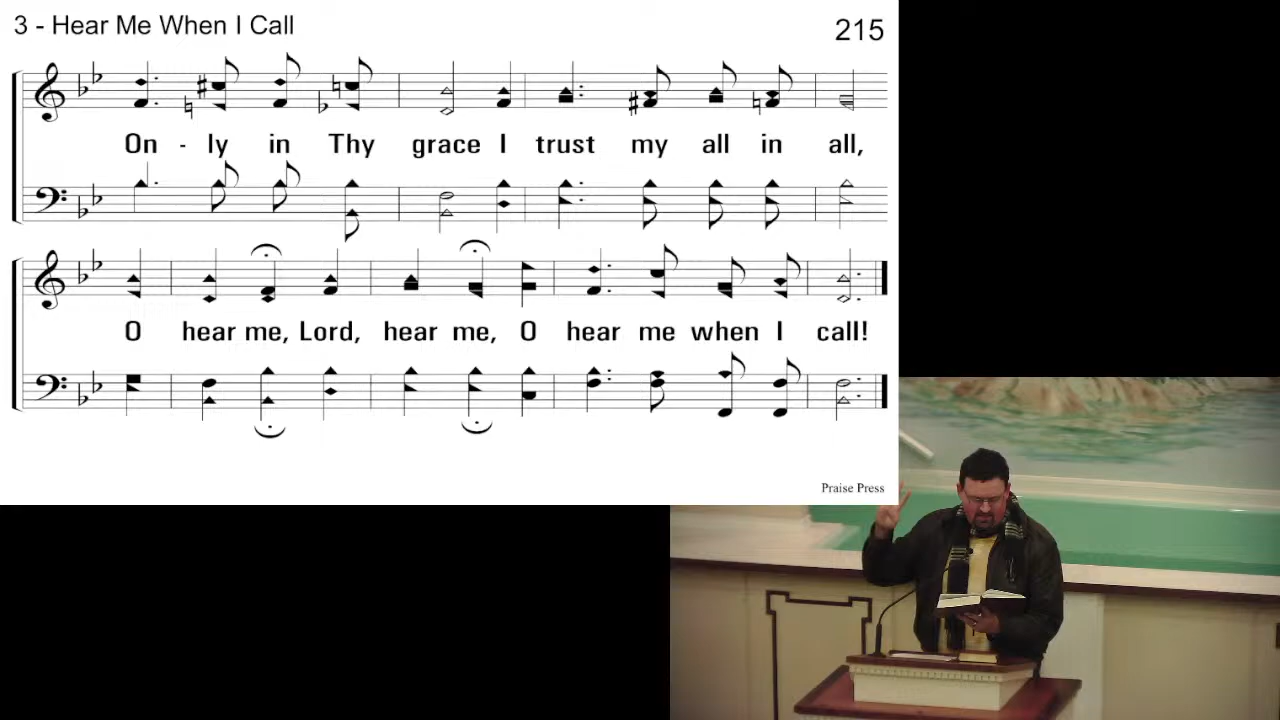 3 - Hear Me When I Call
215
On - ly in Thy grace I trust my all in all,
O hear me, Lord, hear me, O hear me when I call!
Praise Press